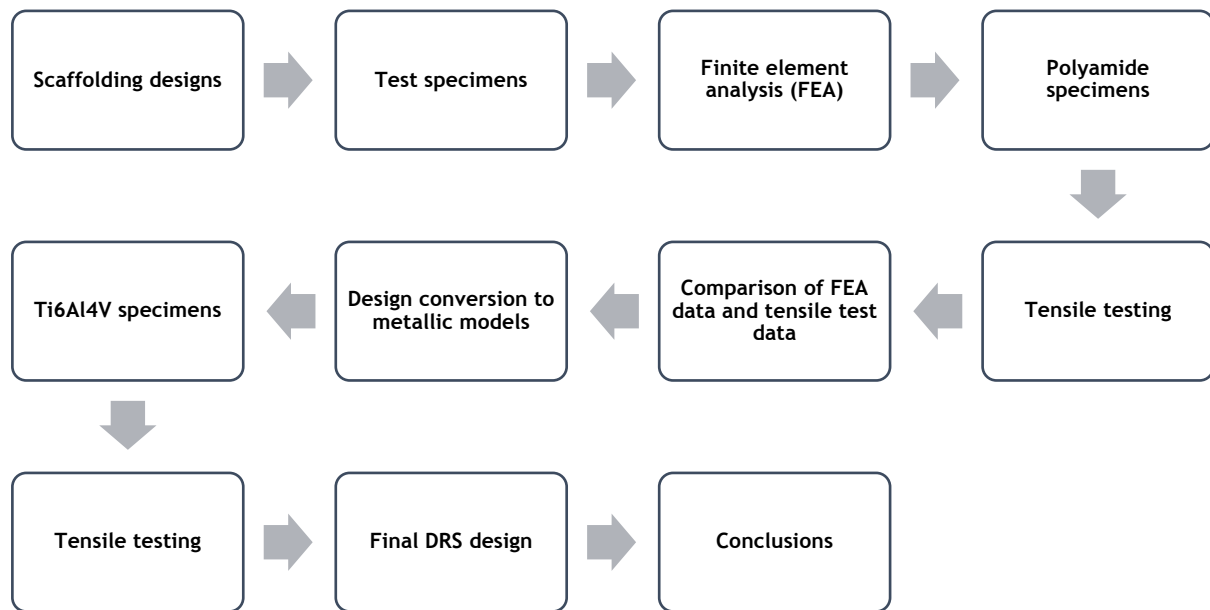 Scaffolding designs
Test specimens
Finite element
analysis (FEA)
Polyamide
specimens
Tensile testing
Comparison of FEA
data and tensile test
data
Design conversion to
metallic models
Ti6Al4V specimens
Tensile testing
Final DRS design
Conclusions